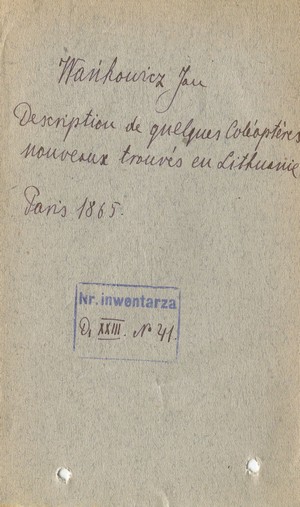 Wańkowicz Jan
Description de quelques Coléoptères
nouveaux trouvés en Lithuanie
Paris 1865.
Nr. inwentarza
D. XXIII. No 41.